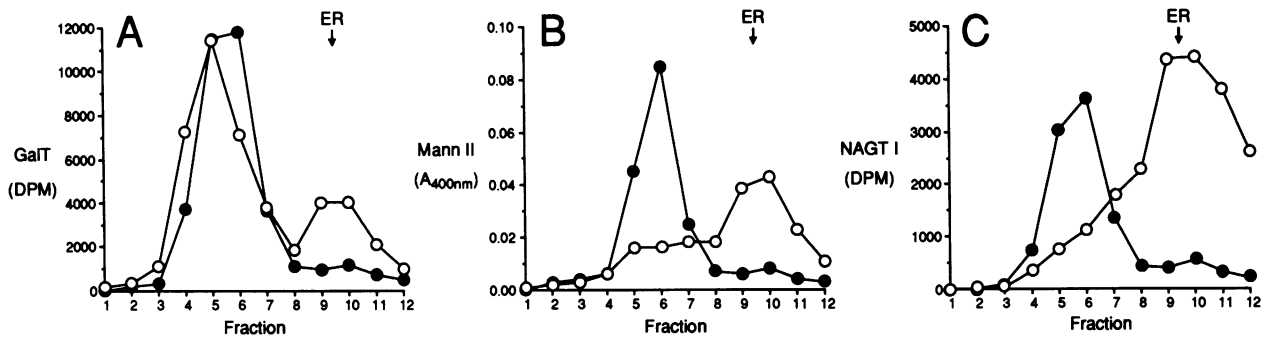 A
ER
12000
10000
8000
6000
4000
2000
0
GalT
(DPM)
1 2 3 4 5 6 7 8 9 10 11 12
Fraction
B
ER
0.10
0.08
0.06
0.04
0.02
0.00
Mann II
(A400nm)
1 2 3 4 5 6 7 8 9 10 11 12
Fraction
C
ER
5000
4000
3000
2000
1000
0
NAGT I
(DPM)
1 2 3 4 5 6 7 8 9 10 11 12
Fraction